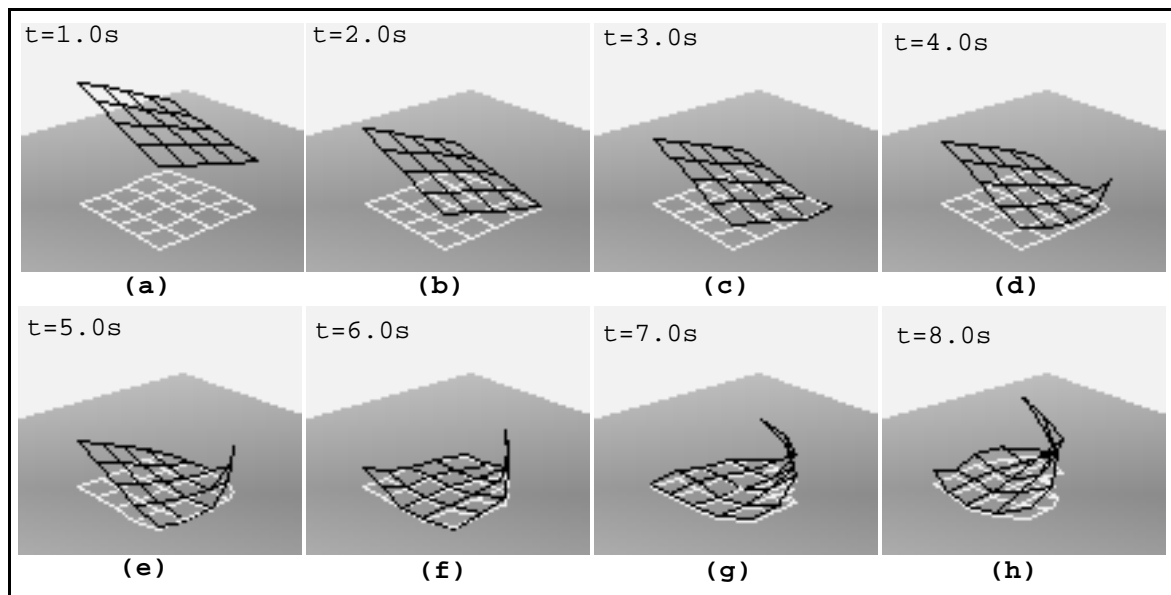 t=1.0s t=2.0s t=3.0s t=4.0s
(a) (b) (c) (d)
t=5.0s t=6.0s t=7.0s t=8.0s
(e) (f) (g) (h)